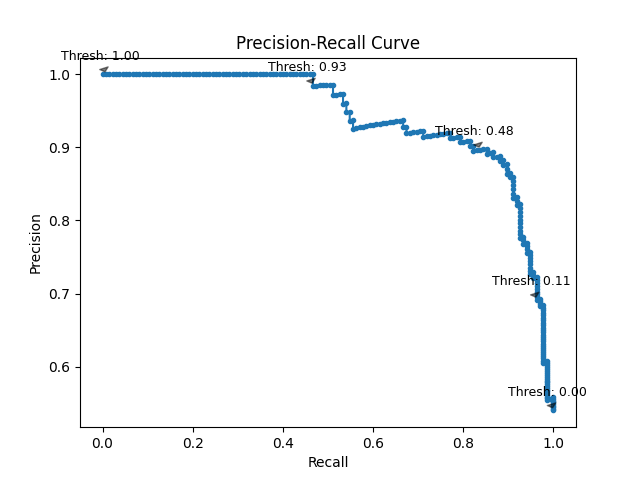 Precision-Recall Curve
Thresh: 1.00
Thresh: 0.93
Thresh: 0.48
Thresh: 0.11
Thresh: 0.00
Precision
1.0
0.9
0.8
0.7
0.6
0.0 0.2 0.4 0.6 0.8 1.0
Recall